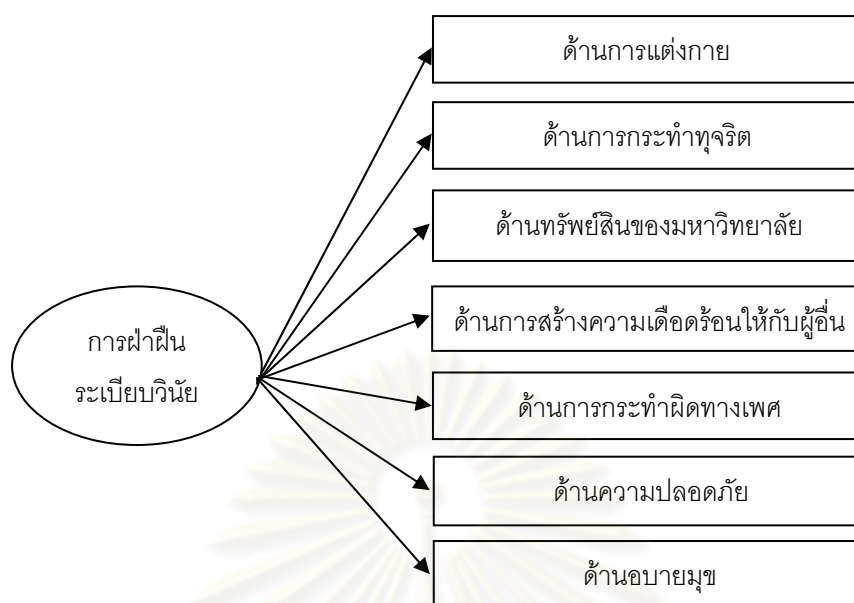 ด้านการแต่งกาย
ด้านการกระทำทุจริต
ด้านทรัพย์สินของมหาวิทยาลัย
ด้านการสร้างความเดือดร้อนให้กับผู้อื่น
การฝ่าฝืน
ระเบียบวินัย
ด้านการกระทำผิดทางเพศ
ด้านความปลอดภัย
ด้านอบายมุข